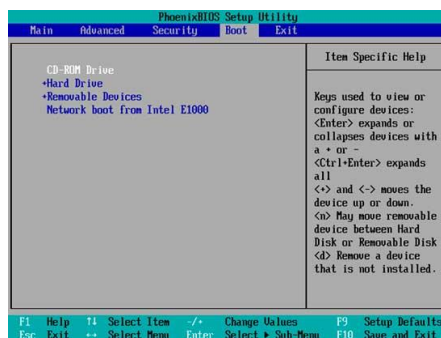 PhoenixBIOS Setup Utility
Main Advanced Security Boot Exit
CD-ROM Drive
+Hard Drive
+Removable Devices
Network boot from Intel E1000
Item Specific Help
Keys used to view or
configure devices:
<Enter> expands or
collapses devices with
a + or -
<Ctrl+Enter> expands
all
<+> and <-> moves the
device up or down.
<n> May move removable
device between Hard
Disk or Removable Disk
<d> Remove a device
that is not installed.
F1 Help ↑↓ Select Item -/+ Change Values F9 Setup Defaults
Esc Exit ↔ Select Menu Enter Select ▶ Sub-Menu F10 Save and Exit